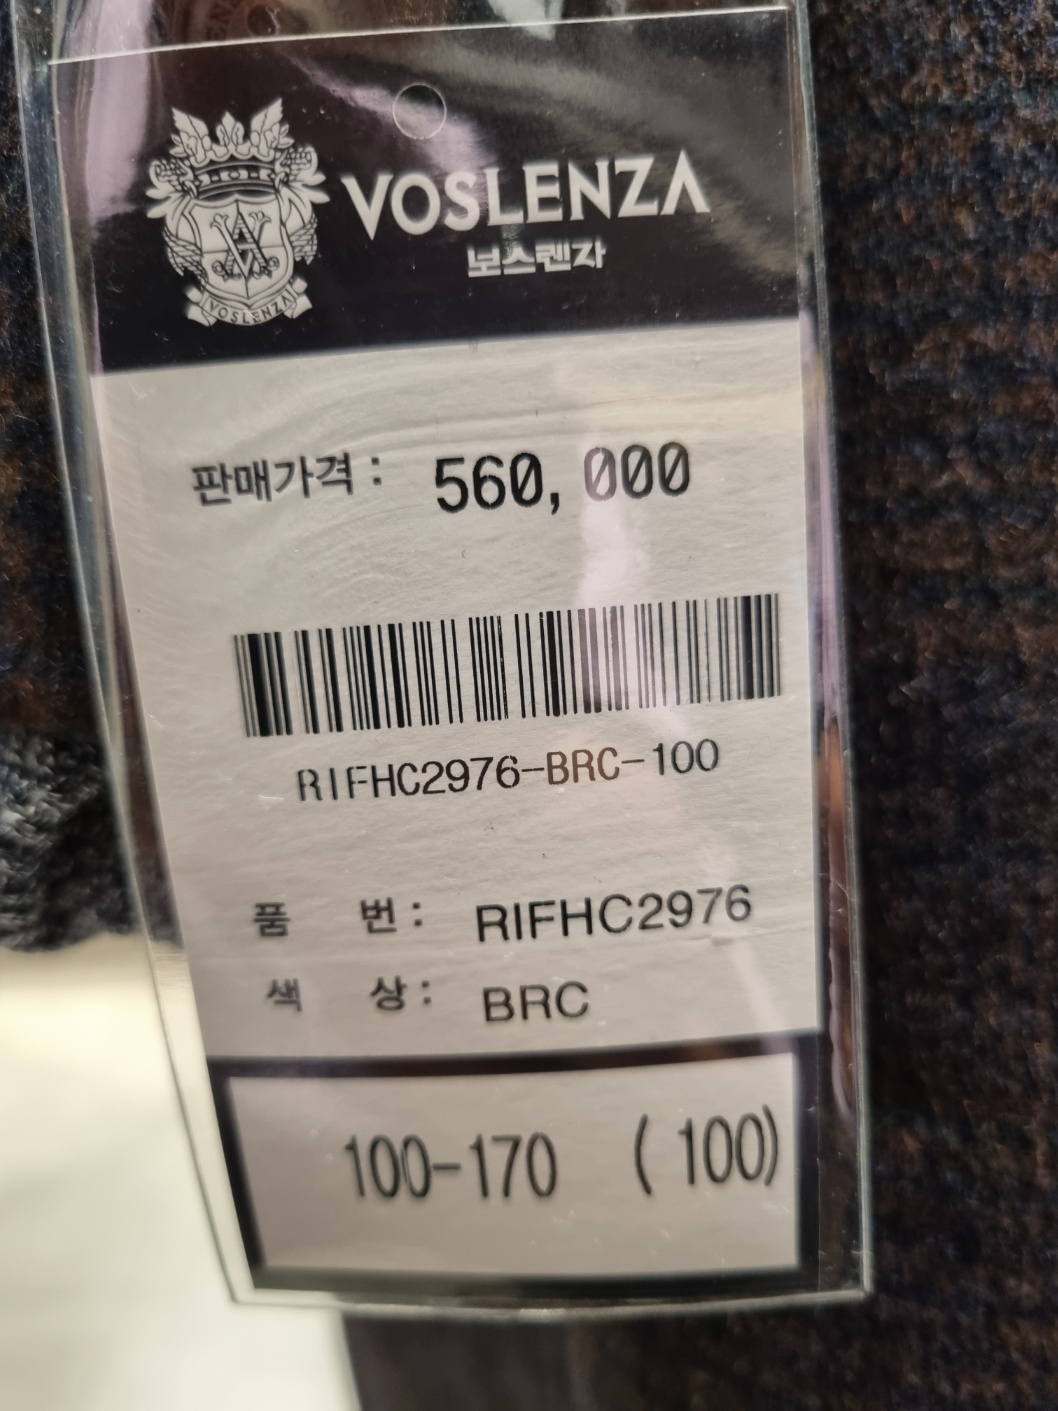 VOSLENZA
보스렌자
VOSLENZA
판매가격 : 560,000
RIFHC2976-BRC-100
품 번 : RIFHC2976
색 상 : BRC
100-170 ( 100)